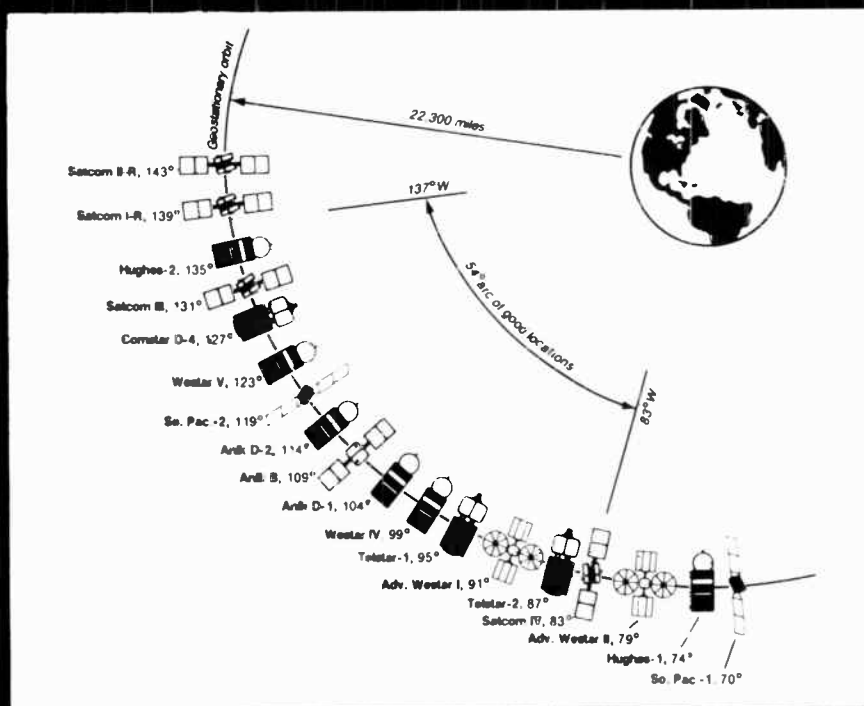 Geostationary orbit
22,300 miles
137°W
54° arc of good locations
83°W
Satcom II-R, 143°
Satcom I-R, 139°
Hughes-2, 135°
Satcom III, 131°
Comstar D-4, 127°
Westar V, 123°
So. Pac -2, 119°
Anik D-2, 114°
Anik B, 109°
Anik D-1, 104°
Westar IV, 99°
Telstar-1, 95°
Adv. Westar I, 91°
Telstar-2, 87°
Satcom IV, 83°
Adv. Westar II, 79°
Hughes-1, 74°
So. Pac -1, 70°